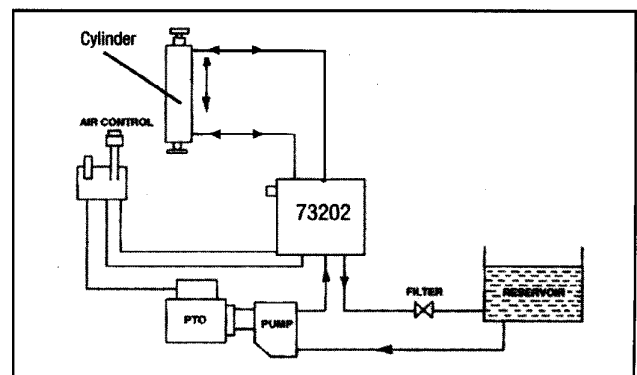 Cylinder
AIR CONTROL
73202
FILTER
RESERVOIR
PTO
PUMP